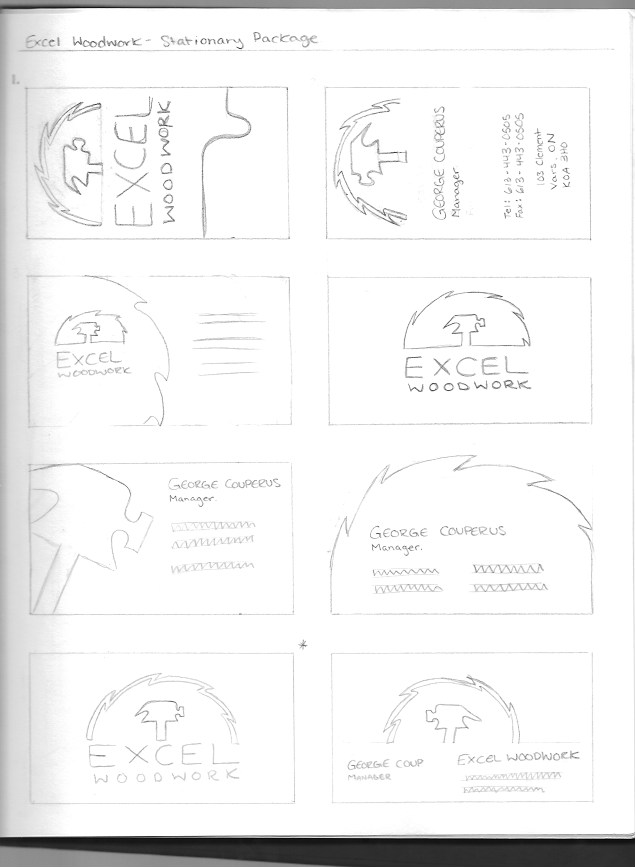 Excel Woodwork - Stationary Package
1.
EXCEL
WOODWORK
GEORGE COUPERUS
Manager
Tel: 613-443-0505
Fax: 613-443-0505
103 Clement
Vars, ON
K0A 3H0
EXCEL
WOODWORK
EXCEL
WOODWORK
GEORGE COUPERUS
Manager.
GEORGE COUPERUS
Manager.
*
EXCEL
WOODWORK
GEORGE COUP
MANAGER
EXCEL WOODWORK